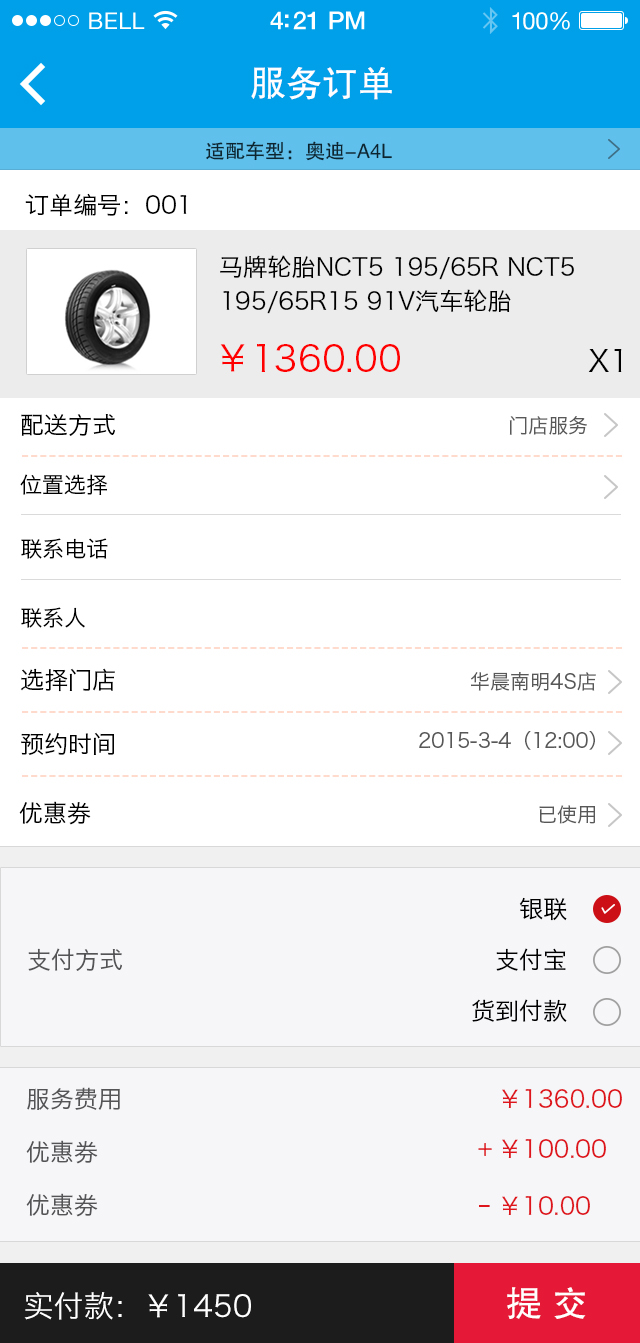 BELL 4:21 PM 100%
服务订单
适配车型：奥迪-A4L
订单编号：001
马牌轮胎NCT5 195/65R NCT5
195/65R15 91V汽车轮胎
￥1360.00 X1
配送方式 门店服务
位置选择
联系电话
联系人
选择门店 华晨南明4S店
预约时间 2015-3-4（12:00）
优惠券 已使用
银联
支付方式 支付宝
货到付款
服务费用 ￥1360.00
优惠券 + ￥100.00
优惠券 - ￥10.00
实付款：￥1450 提 交